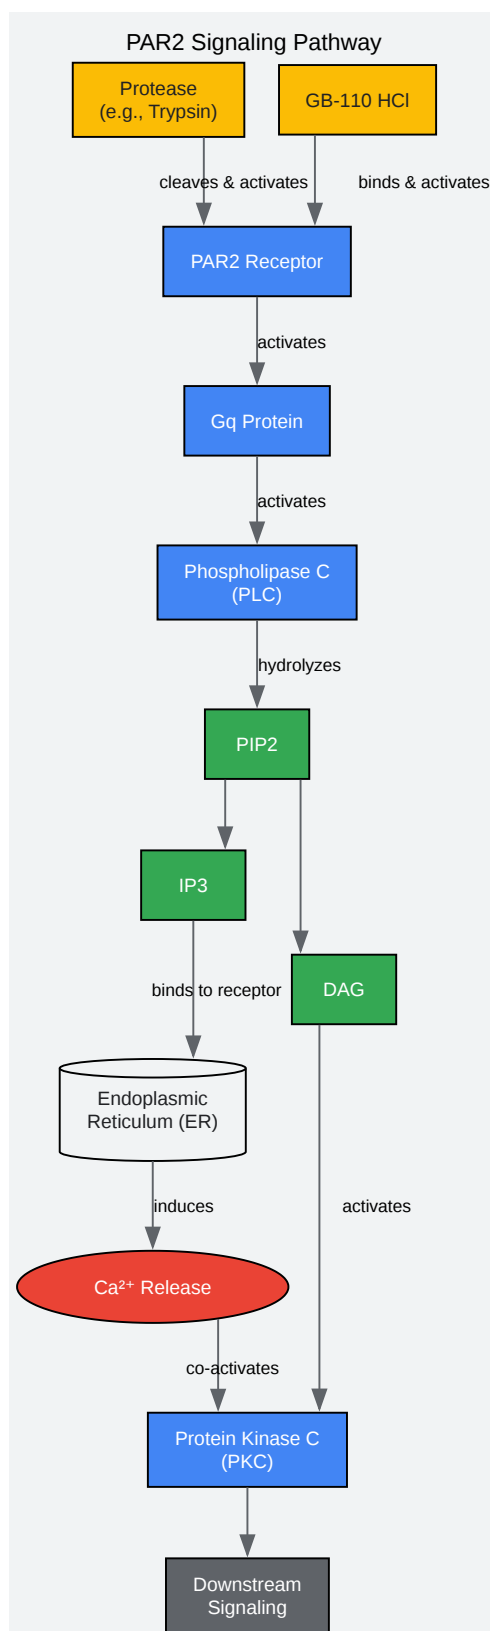 PAR2 Signaling Pathway
Protease
(e.g., Trypsin)
GB-110 HCl
cleaves & activates
binds & activates
PAR2 Receptor
activates
Gq Protein
activates
Phospholipase C
(PLC)
hydrolyzes
PIP2
IP3
binds to receptor
DAG
Endoplasmic
Reticulum (ER)
induces
activates
Ca²⁺ Release
co-activates
Protein Kinase C
(PKC)
Downstream
Signaling